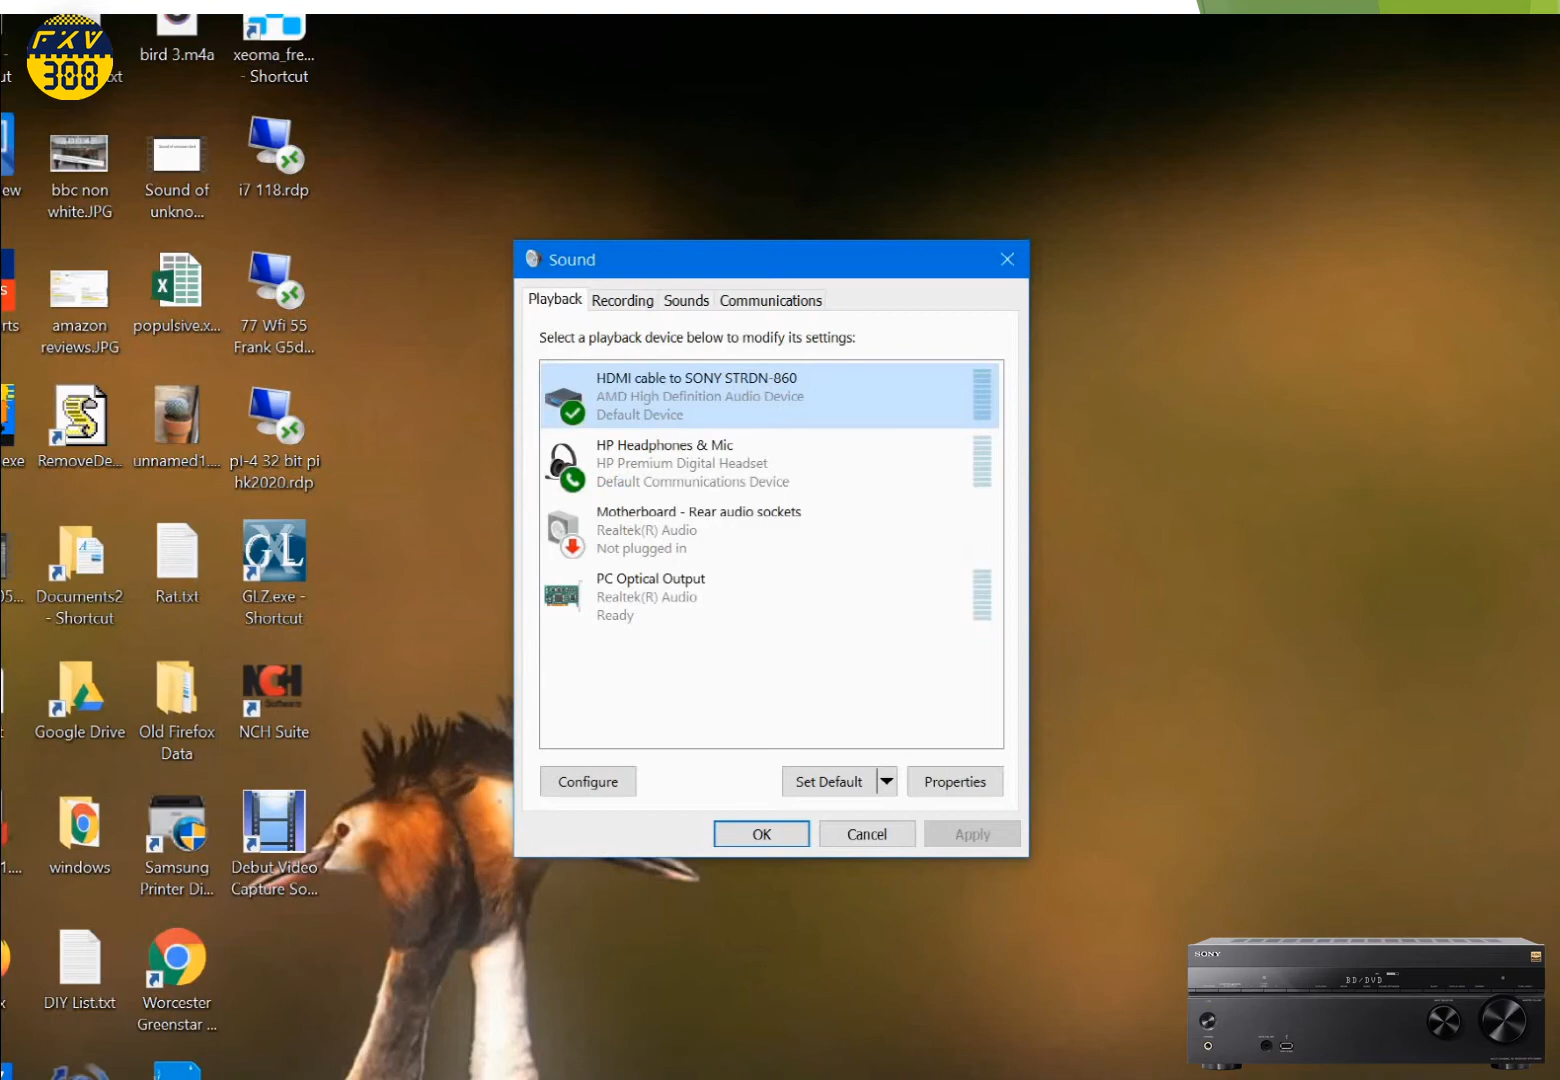 FXV
300
bird 3.m4a
xeoma_fre...
- Shortcut
bbc non
white.JPG
Sound of
unkno...
i7 118.rdp
amazon
reviews.JPG
populsive.x...
77 Wfi 55
Frank G5d...
RemoveDe...
unnamed1....
pI-4 32 bit pi
hk2020.rdp
Documents2
- Shortcut
Rat.txt
GLZ.exe -
Shortcut
Google Drive
Old Firefox
Data
NCH Suite
windows
Samsung
Printer Di...
Debut Video
Capture So...
DIY List.txt
Worcester
Greenstar ...
Sound
Playback
Recording
Sounds
Communications
Select a playback device below to modify its settings:
HDMI cable to SONY STRDN-860
AMD High Definition Audio Device
Default Device
HP Headphones & Mic
HP Premium Digital Headset
Default Communications Device
Motherboard - Rear audio sockets
Realtek(R) Audio
Not plugged in
PC Optical Output
Realtek(R) Audio
Ready
Configure
Set Default
Properties
OK
Cancel
Apply
SONY
BD/DVD